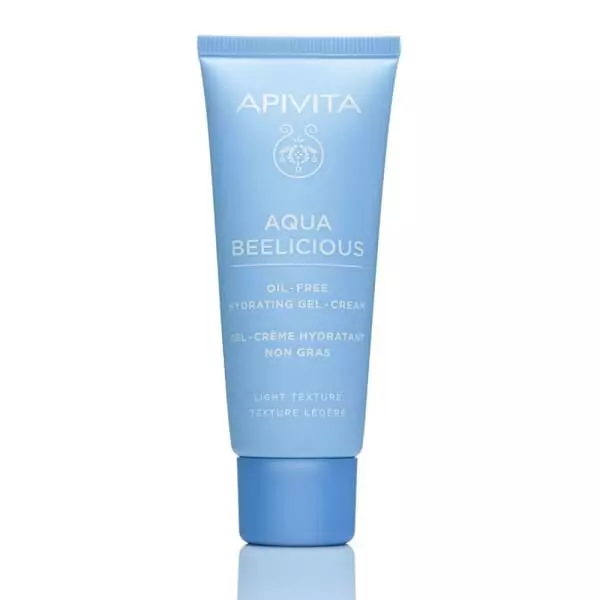 APIVITA
AQUA
BEELICIOUS
OIL-FREE
HYDRATING GEL-CREAM
GEL-CRÈME HYDRATANT
NON GRAS
LIGHT TEXTURE
TEXTURE LÉGÈRE